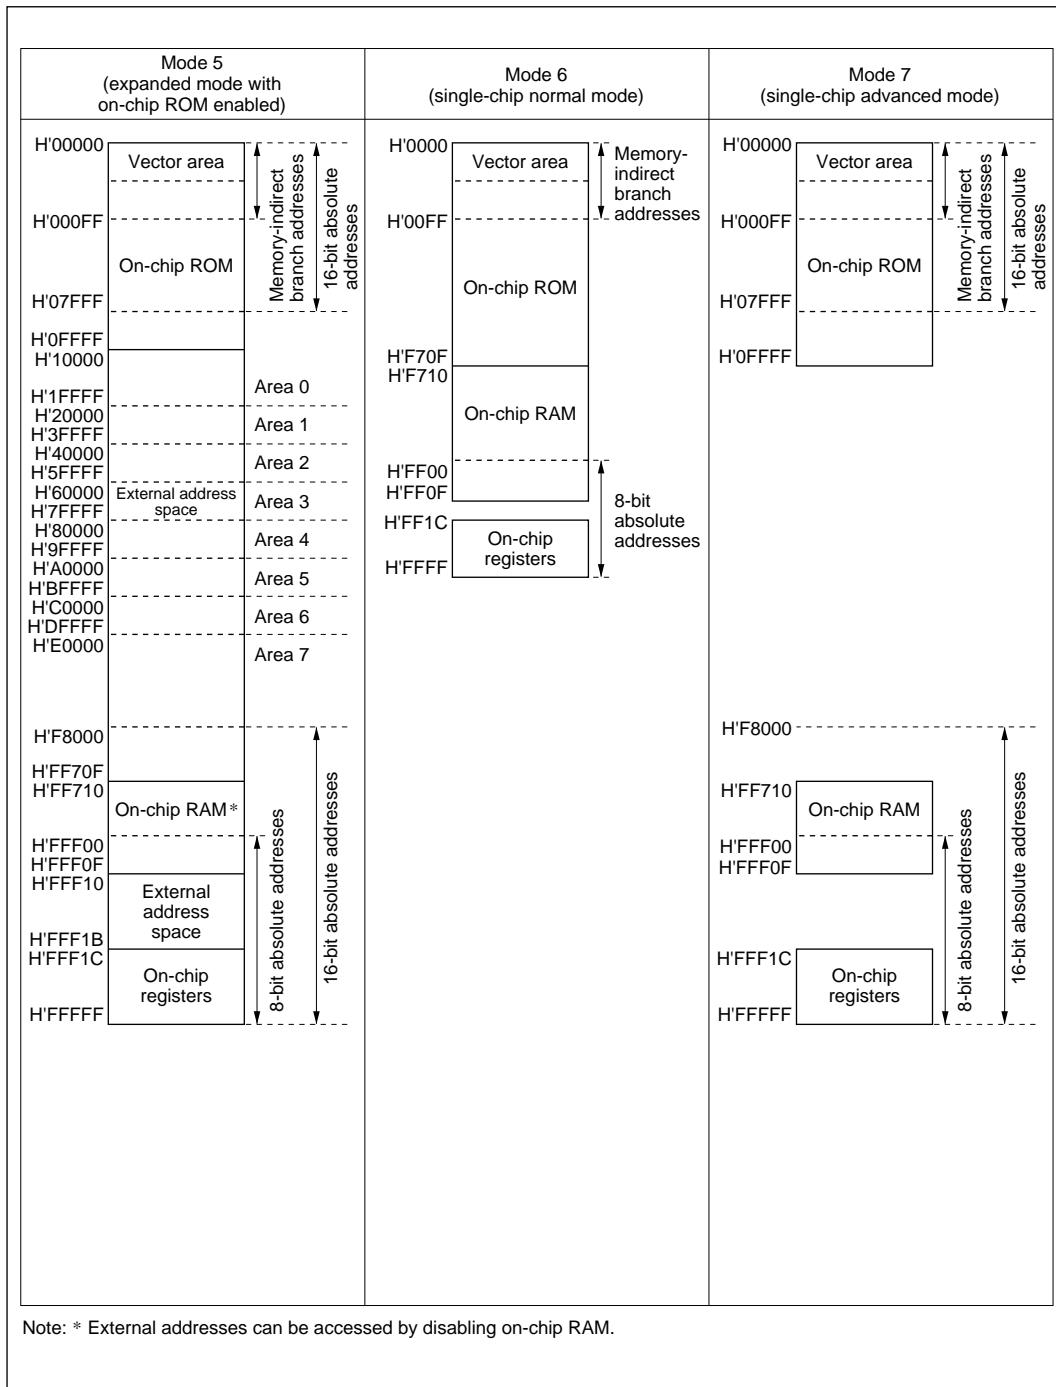 Mode 5
(expanded mode with
on-chip ROM enabled)
H'00000
Vector area
H'000FF
On-chip ROM
H'07FFF
H'0FFFF
H'10000
H'1FFFF
H'20000
H'3FFFF
H'40000
H'5FFFF
H'60000
H'7FFFF
H'80000
H'9FFFF
H'A0000
H'BFFFF
H'C0000
H'DFFFF
H'E0000
External address
space
Area 0
Area 1
Area 2
Area 3
Area 4
Area 5
Area 6
Area 7
Memory-indirect
branch addresses
16-bit absolute
addresses
H'F8000
H'FF70F
H'FF710
On-chip RAM*
H'FFF00
H'FFF0F
H'FFF10
External
address
space
H'FFF1B
H'FFF1C
On-chip
registers
H'FFFFF
8-bit absolute addresses
16-bit absolute addresses
Mode 6
(single-chip normal mode)
H'0000
Vector area
Memory-
indirect
branch
addresses
H'00FF
On-chip ROM
H'F70F
H'F710
On-chip RAM
H'FF00
H'FF0F
H'FF1C
On-chip
registers
H'FFFF
8-bit
absolute
addresses
Mode 7
(single-chip advanced mode)
H'00000
Vector area
H'000FF
On-chip ROM
H'07FFF
H'0FFFF
Memory-indirect
branch addresses
16-bit absolute
addresses
H'F8000
H'FF710
On-chip RAM
H'FFF00
H'FFF0F
H'FFF1C
On-chip
registers
H'FFFFF
8-bit absolute addresses
16-bit absolute addresses
Note: * External addresses can be accessed by disabling on-chip RAM.